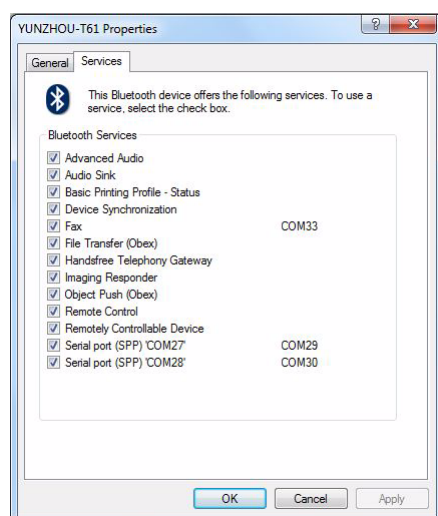 YUNZHOU-T61 Properties
General Services
This Bluetooth device offers the following services. To use a
service, select the check box.
Bluetooth Services
Advanced Audio
Audio Sink
Basic Printing Profile - Status
Device Synchronization
Fax COM33
File Transfer (Obex)
Handsfree Telephony Gateway
Imaging Responder
Object Push (Obex)
Remote Control
Remotely Controllable Device
Serial port (SPP) 'COM27' COM29
Serial port (SPP) 'COM28' COM30
OK Cancel Apply